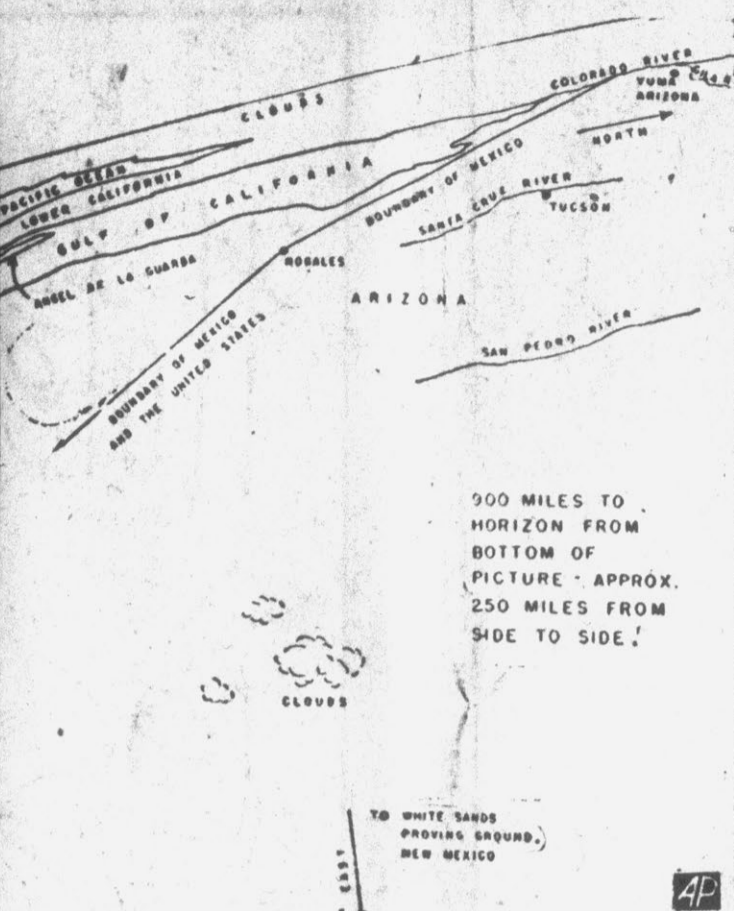 CLOUDS
COLORADO RIVER
YUMA
ARIZONA
NORTH
PACIFIC OCEAN
LOWER CALIFORNIA
GULF OF CALIFORNIA
BOUNDARY OF MEXICO
SANTA CRUZ RIVER
TUCSON
NOGALES
ANGEL DE LA GUARDA
ARIZONA
BOUNDARY OF MEXICO
AND THE UNITED STATES
SAN PEDRO RIVER
900 MILES TO
HORIZON FROM
BOTTOM OF
PICTURE - APPROX.
250 MILES FROM
SIDE TO SIDE.
CLOUDS
TO WHITE SANDS
PROVING GROUND,
NEW MEXICO
EAST
AP